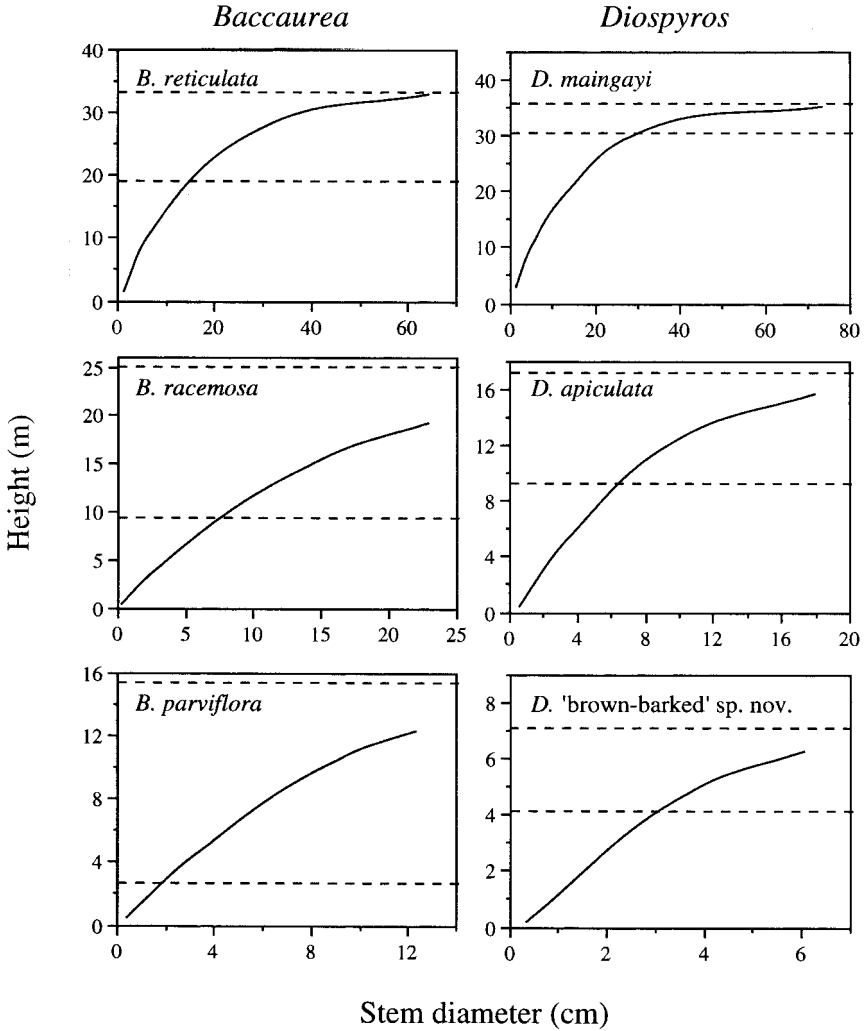 Baccaurea
Diospyros
B. reticulata
40
30
20
10
0
0 20 40 60
D. maingayi
40
30
20
10
0
0 20 40 60 80
B. racemosa
25
20
15
10
5
0
0 5 10 15 20 25
D. apiculata
16
12
8
4
0
0 4 8 12 16 20
B. parviflora
16
12
8
4
0
0 4 8 12
D. 'brown-barked' sp. nov.
8
6
4
2
0
0 2 4 6
Height (m)
Stem diameter (cm)